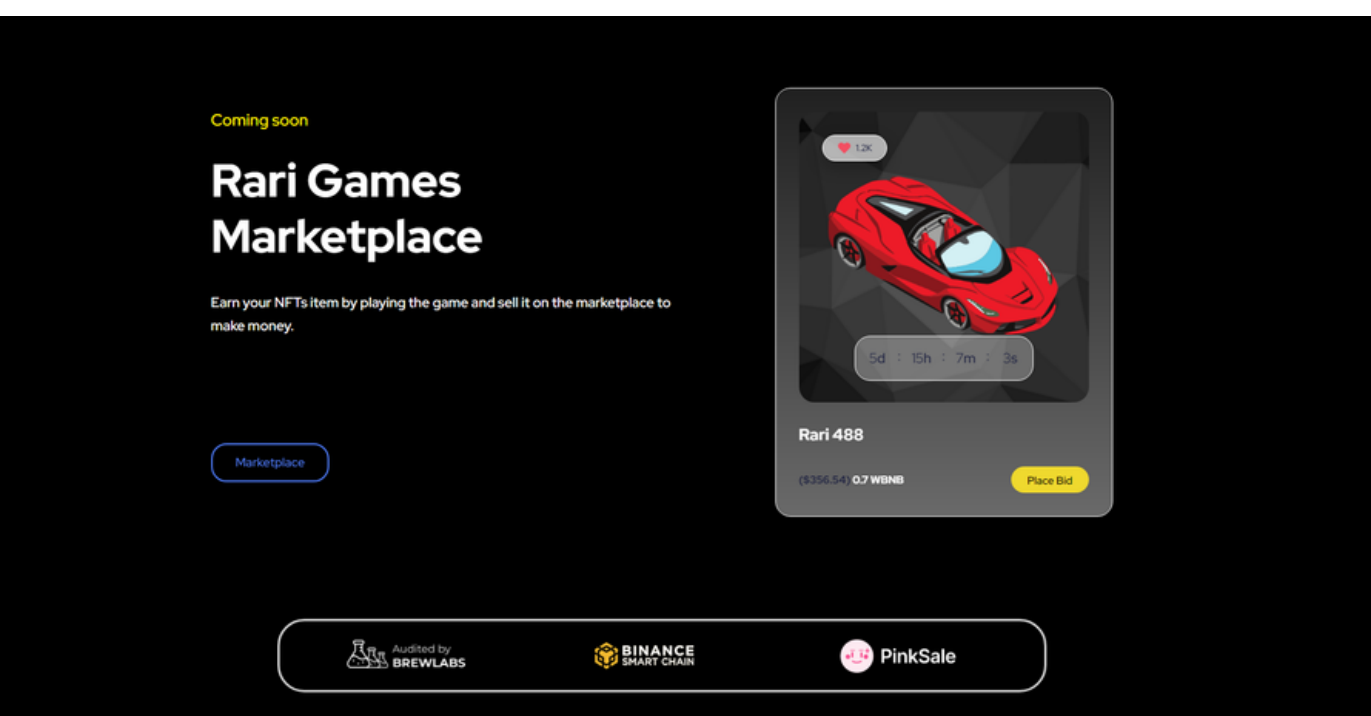 Coming soon
Rari Games
Marketplace
Earn your NFTs item by playing the game and sell it on the marketplace to
make money.
Marketplace
1.2K
5d : 15h : 7m : 3s
Rari 488
($356.54) 0.7 WBNB
Place Bid
Audited by
BREWLABS
BINANCE
SMART CHAIN
PinkSale